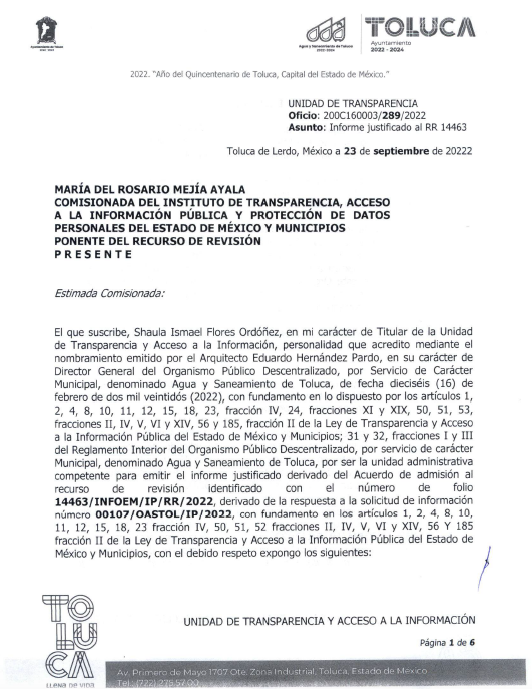 Agua y Saneamiento de Toluca
2022-2024
TOLUCA
Ayuntamiento
2022 - 2024
2022. "Año del Quincentenario de Toluca, Capital del Estado de México."
UNIDAD DE TRANSPARENCIA
Oficio: 200C160003/289/2022
Asunto: Informe justificado al RR 14463
Toluca de Lerdo, México a 23 de septiembre de 20222
MARÍA DEL ROSARIO MEJÍA AYALA
COMISIONADA DEL INSTITUTO DE TRANSPARENCIA, ACCESO
A LA INFORMACIÓN PÚBLICA Y PROTECCIÓN DE DATOS
PERSONALES DEL ESTADO DE MÉXICO Y MUNICIPIOS
PONENTE DEL RECURSO DE REVISIÓN
P R E S E N T E
Estimada Comisionada:
El que suscribe, Shaula Ismael Flores Ordóñez, en mi carácter de Titular de la Unidad
de Transparencia y Acceso a la Información, personalidad que acredito mediante el
nombramiento emitido por el Arquitecto Eduardo Hernández Pardo, en su carácter de
Director General del Organismo Público Descentralizado, por Servicio de Carácter
Municipal, denominado Agua y Saneamiento de Toluca, de fecha dieciséis (16) de
febrero de dos mil veintidós (2022), con fundamento en lo dispuesto por los artículos 1,
2, 4, 8, 10, 11, 12, 15, 18, 23, fracción IV, 24, fracciones XI y XIX, 50, 51, 53,
fracciones II, IV, V, VI y XIV, 56 y 185, fracción II de la Ley de Transparencia y Acceso
a la Información Pública del Estado de México y Municipios; 31 y 32, fracciones I y III
del Reglamento Interior del Organismo Público Descentralizado, por servicio de carácter
Municipal, denominado Agua y Saneamiento de Toluca, por ser la unidad administrativa
competente para emitir el informe justificado derivado del Acuerdo de admisión al
recurso de revisión identificado con el número de folio
14463/INFOEM/IP/RR/2022, derivado de la respuesta a la solicitud de información
número 00107/OASTOL/IP/2022, con fundamento en los artículos 1, 2, 4, 8, 10,
11, 12, 15, 18, 23 fracción IV, 50, 51, 52 fracciones II, IV, V, VI y XIV, 56 Y 185
fracción II de la Ley de Transparencia y Acceso a la Información Pública del Estado de
México y Municipios, con el debido respeto expongo los siguientes:
UNIDAD DE TRANSPARENCIA Y ACCESO A LA INFORMACIÓN
Página 1 de 6
TOLUCA
LLENA DE VIDA
Av. Primero de Mayo 1707 Ote. Zona Industrial, Toluca, Estado de México
Tel.: (722) 275 57 00